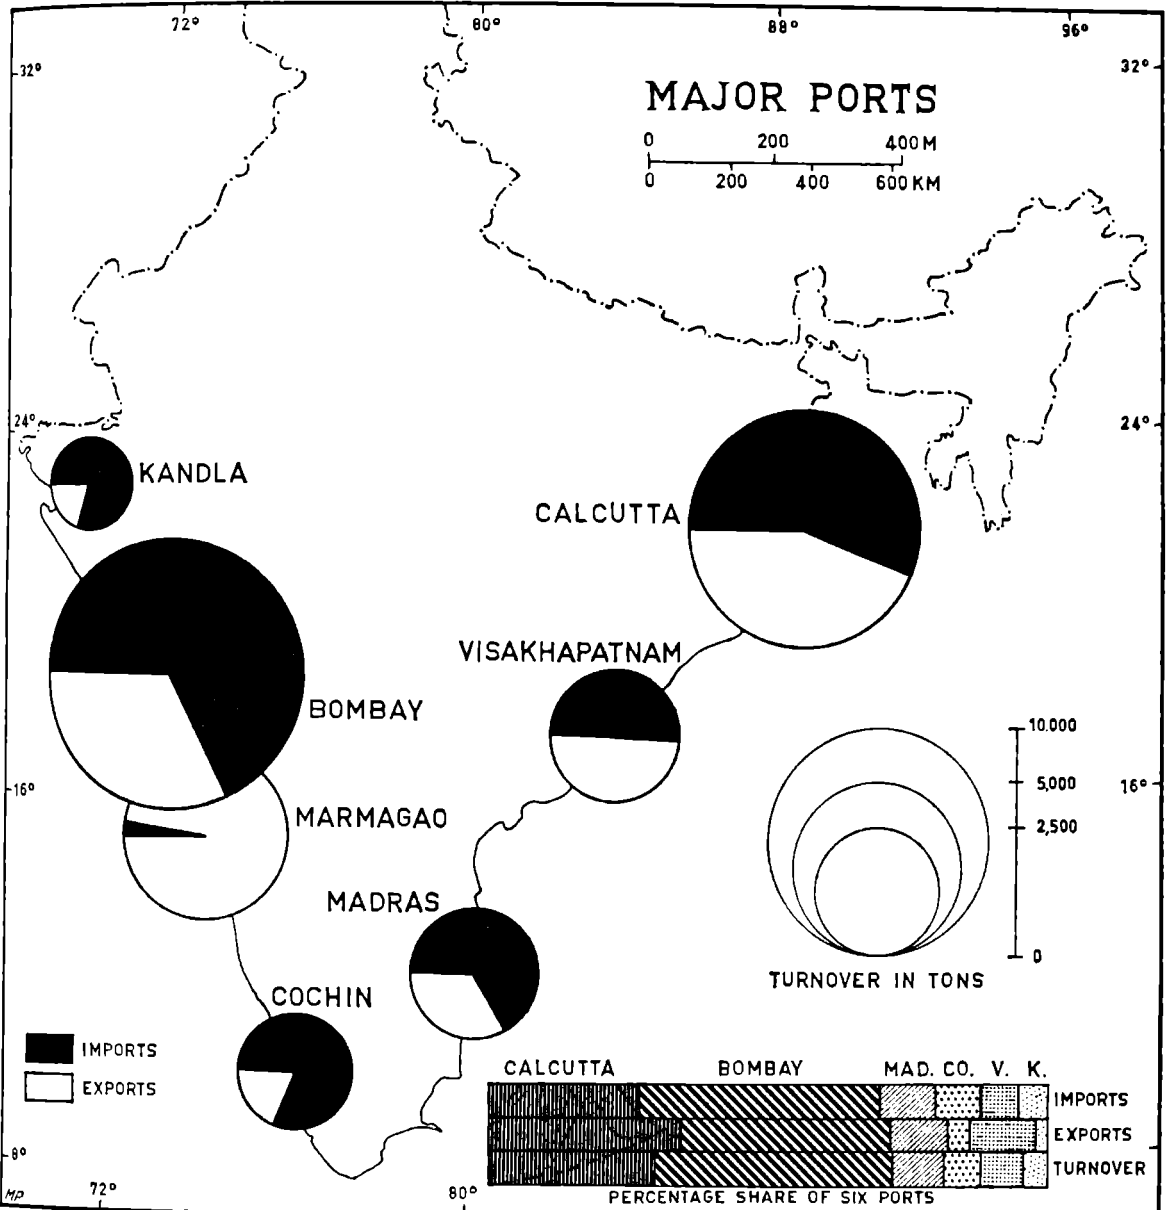 72° 80° 88° 96°
32° 32°
MAJOR PORTS
0 200 400 M
0 200 400 600 KM
24° 24°
KANDLA
CALCUTTA
VISAKHAPATNAM
BOMBAY
10.000
16° 5,000 16°
MARMAGAO 2,500
MADRAS
0
TURNOVER IN TONS
COCHIN
IMPORTS
EXPORTS
CALCUTTA BOMBAY MAD. CO. V. K.
IMPORTS
EXPORTS
8° TURNOVER
MP 72° 80° PERCENTAGE SHARE OF SIX PORTS